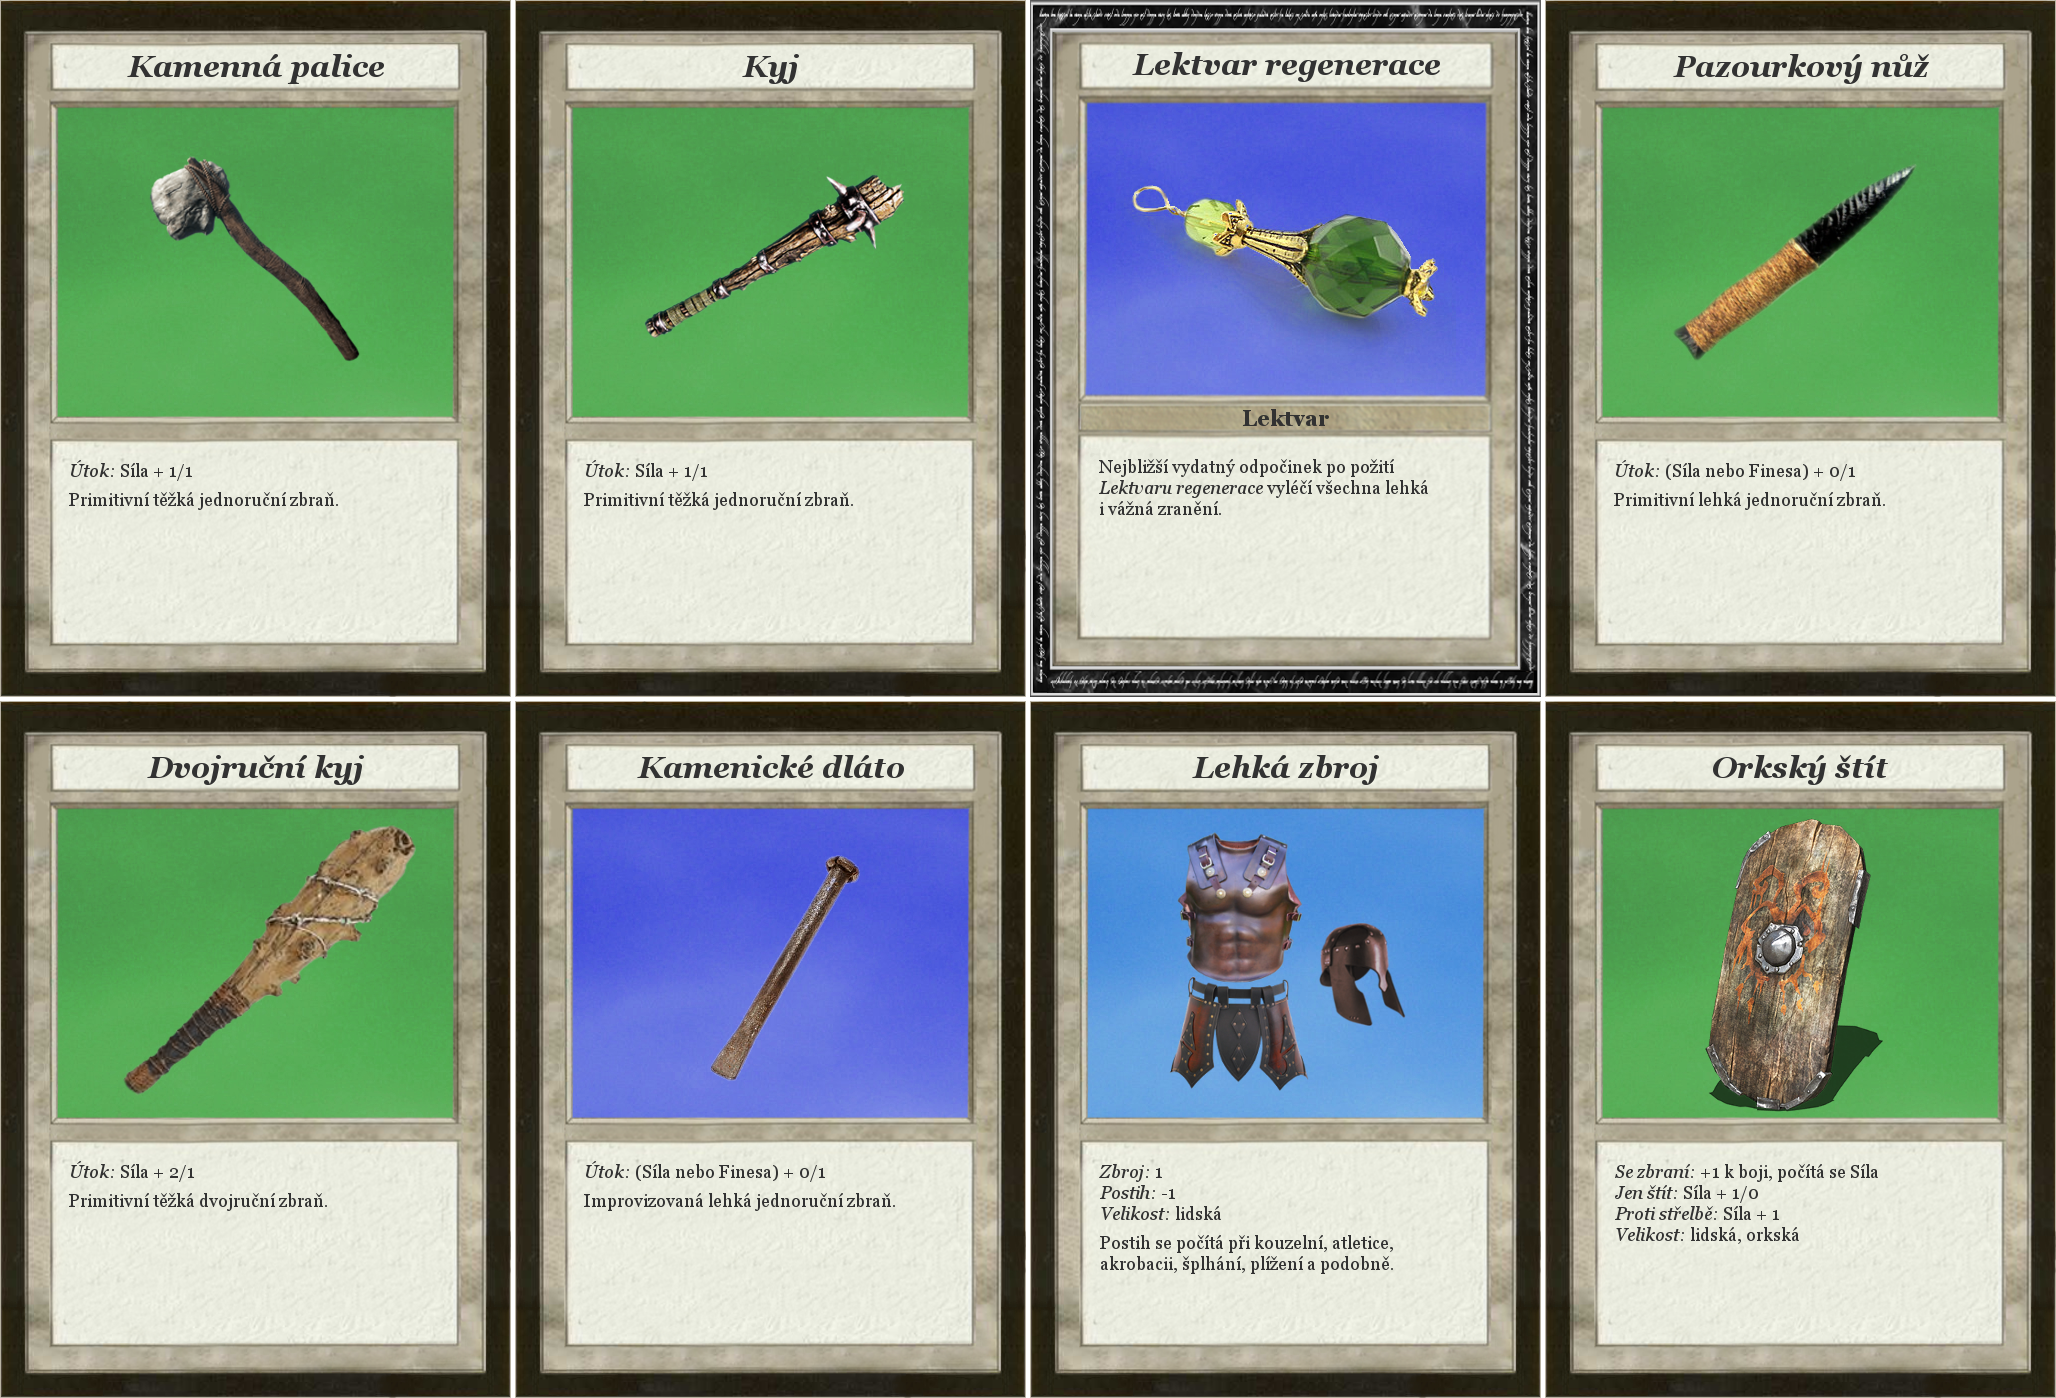 Kamenná palice
Útok: Síla + 1/1
Primitivní těžká jednoruční zbraň.
Kyj
Útok: Síla + 1/1
Primitivní těžká jednoruční zbraň.
Lektvar regenerace
Lektvar
Nejbližší vydatný odpočinek po požití
Lektvaru regenerace vyléčí všechna lehká
i vážná zranění.
Pazourkový nůž
Útok: (Síla nebo Finesa) + 0/1
Primitivní lehká jednoruční zbraň.
Dvojruční kyj
Útok: Síla + 2/1
Primitivní těžká dvojruční zbraň.
Kamenické dláto
Útok: (Síla nebo Finesa) + 0/1
Improvizovaná lehká jednoruční zbraň.
Lehká zbroj
Zbroj: 1
Postih: -1
Velikost: lidská
Postih se počítá při kouzelní, atletice,
akrobacii, šplhání, plížení a podobně.
Orkský štít
Se zbraní: +1 k boji, počítá se Síla
Jen štít: Síla + 1/0
Proti střelbě: Síla + 1
Velikost: lidská, orkská